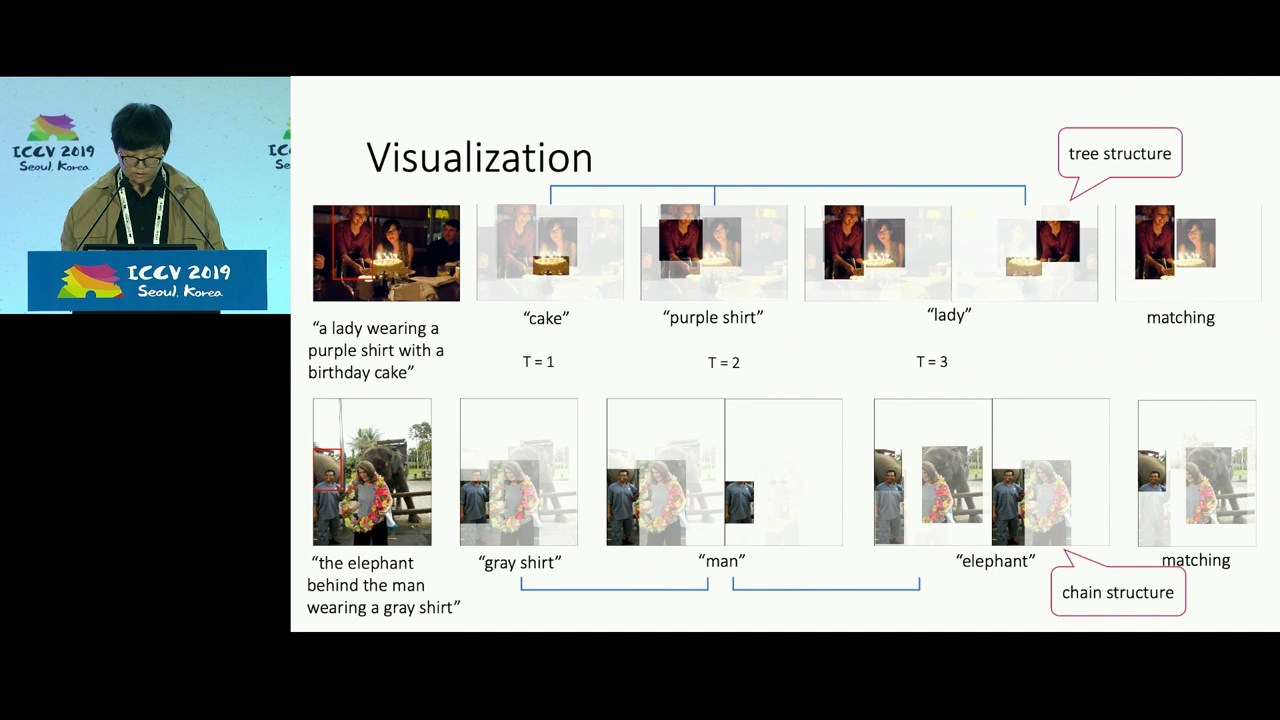 ICCV 2019
Seoul, Korea
ICCV 2019
Seoul, Korea
Visualization
tree structure
“a lady wearing a
purple shirt with a
birthday cake”
“cake”
“purple shirt”
“lady”
matching
T = 1
T = 2
T = 3
“the elephant
behind the man
wearing a gray shirt”
“gray shirt”
“man”
“elephant”
matching
chain structure